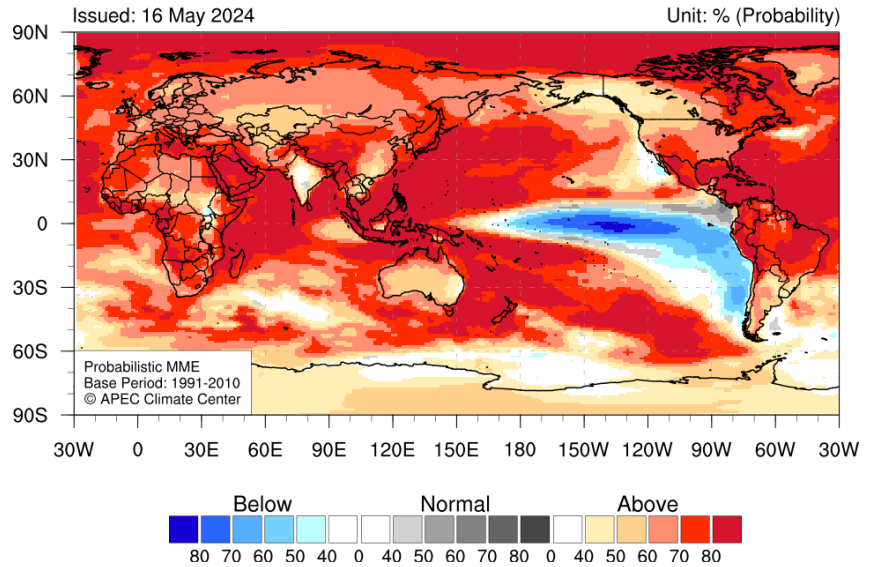 Issued: 16 May 2024 Unit: % (Probability)
90N
60N
30N
0
30S
60S
90S
Probabilistic MME
Base Period: 1991-2010
© APEC Climate Center
30W 0 30E 60E 90E 120E 150E 180 150W 120W 90W 60W 30W
Below Normal Above
80 70 60 50 40 0 40 50 60 70 80 0 40 50 60 70 80